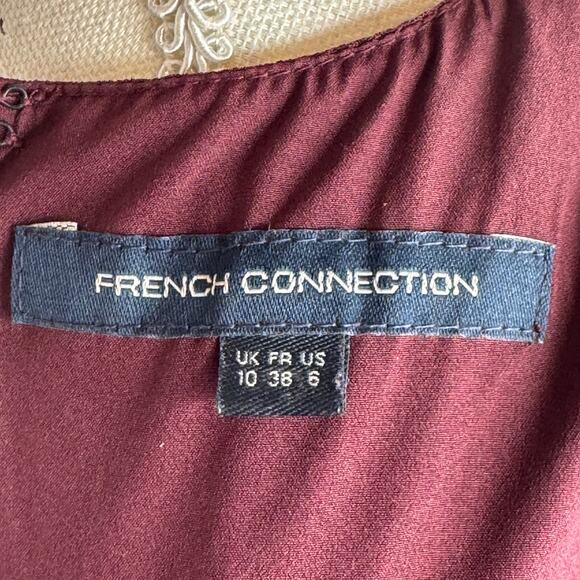 FRENCH CONNECTION
UK FR US
10 38 6